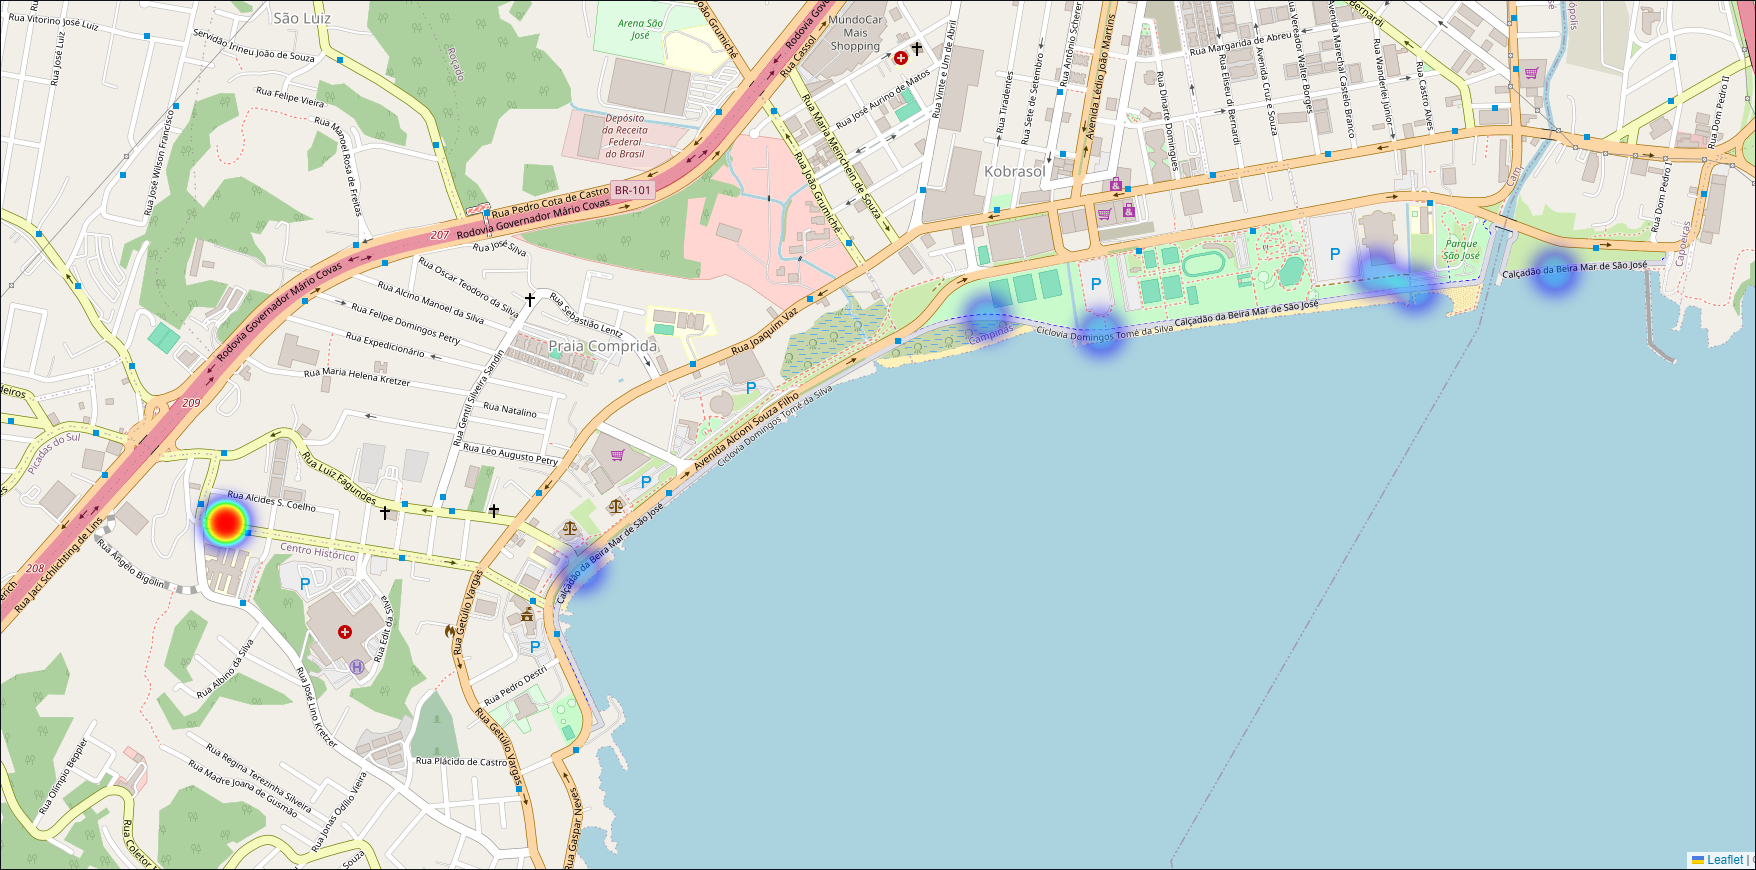 São Luiz
Rua Vitorino José Luiz
Servidão Irineu João de Souza
Rua José Luiz
Roçado
Rua Felipe Vieira
Rua José Wilson Francisco
Rua Manoel Rosa de Freitas
Arena São
José
João Grumiché
Rodovia Gove
Rua Cassol
MundoCar
Mais
Shopping
Depósito
da Receita
Federal
do Brasil
Rua José Aurino de Matos
Rua Maria Meirchein de Souza
Rua João Grumiché
Rua Vinte e Um de Abril
Rua Tiradentes
Rua Sete de Setembro
Rua Antônio Scherer
Avenida Lédio João Martins
Kobrasol
Rua Dinarte Domingues
Rua Margarida de Abreu
Rua Eliseu di Bernardi
Avenida Cruz e Souza
Rua Vereador Walter Borges
Avenida Marechal Castelo Branco
Rua Wanderlei Júnior
Rua Castro Alves
Bernardi
Rua Dom Pedro II
Rua Dom Pedro I
Cam
Capoeiras
BR-101
Rua Pedro Cota de Castro
Rodovia Governador Mário Covas
207
Rua José Silva
Rua Oscar Teodoro da Silva
Rua Alcino Manoel da Silva
Rua Felipe Domingos Petry
Rua Expedicionário
Rua Maria Helena Kretzer
Rua Sebastião Lentz
Praia Comprida
Rua Natalino
Rua Léo Augusto Petry
Rua Gentil Silveira Sandin
Rodovia Governador Mário Covas
209
Rua Joaquim Vaz
Parque
São José
P
P
P
P
P
P
Campinas
Ciclovia Domingos Tomé da Silva
Calçadão da Beira Mar de São José
Calçadão da Beira Mar de São José
Avenida Alcioni Souza Filho
Ciclovia Domingos Tomé da Silva
Calçadão da Beira Mar de São José
Picadas do Sul
Rua Luiz Fagundes
Rua Alcides S. Coelho
Centro Histórico
Rua Ângelo Bigolin
208
Rua Jaci Schlichting de Lins
erich
Rua Getúlio Vargas
Rua Edit da Silva
H
Rua Albino da Silva
Rua José Lino Kretzer
Rua Pedro Destri
Rua Getúlio Vargas
Rua Plácido de Castro
Rua Regina Terezinha Silveira
Rua Madre Joana de Gusmão
Rua Jonas Odílio Vieira
Rua Olímpio Beppler
Rua Coletor
Souza
Rua Gaspar Neves
Leaflet |